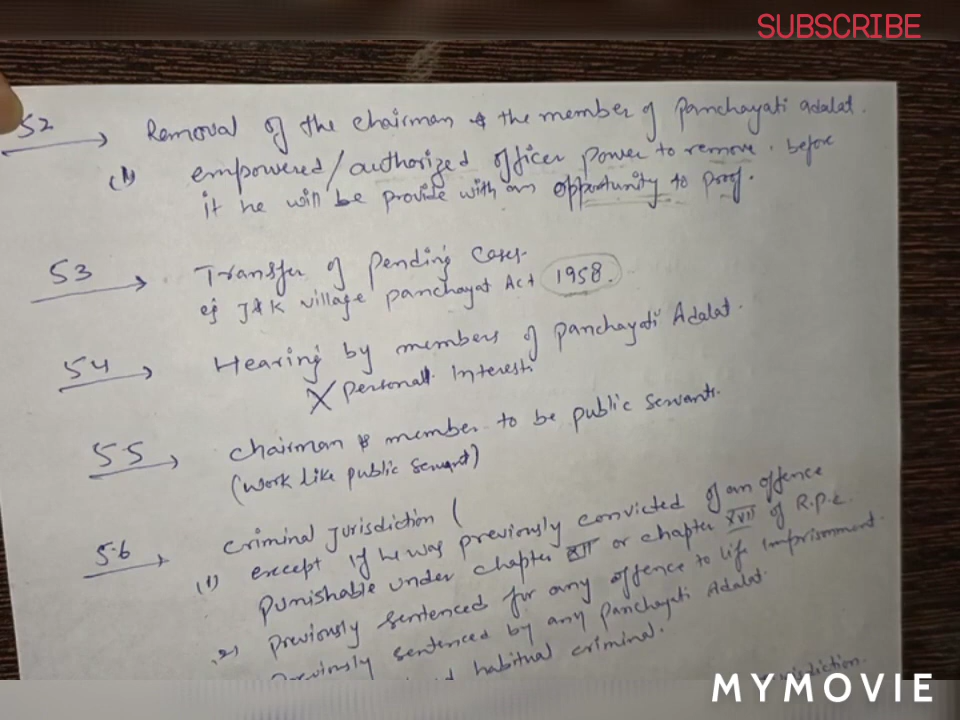 SUBSCRIBE
52 → Removal of the chairman & the member of Panchayati adalat.
(1) empowered/authorized officer power to remove. before
it he will be provide with an opportunity to proof.
53 → Transfer of pending cases.
eg J&K village panchayat Act 1958.
54 → Hearing by members of panchayati Adalat.
X personal Interest
55 → chairman & member to be public servants.
(work like public servant)
56 → criminal jurisdiction (
(1) except if he was previously convicted of an offence
punishable under chapter or chapter XVII of R.P.C.
(2) previously sentenced for any offence to life imprisonment.
previously sentenced by any panchayati Adalat.
habitual criminal.
jurisdiction.
MYMOVIE